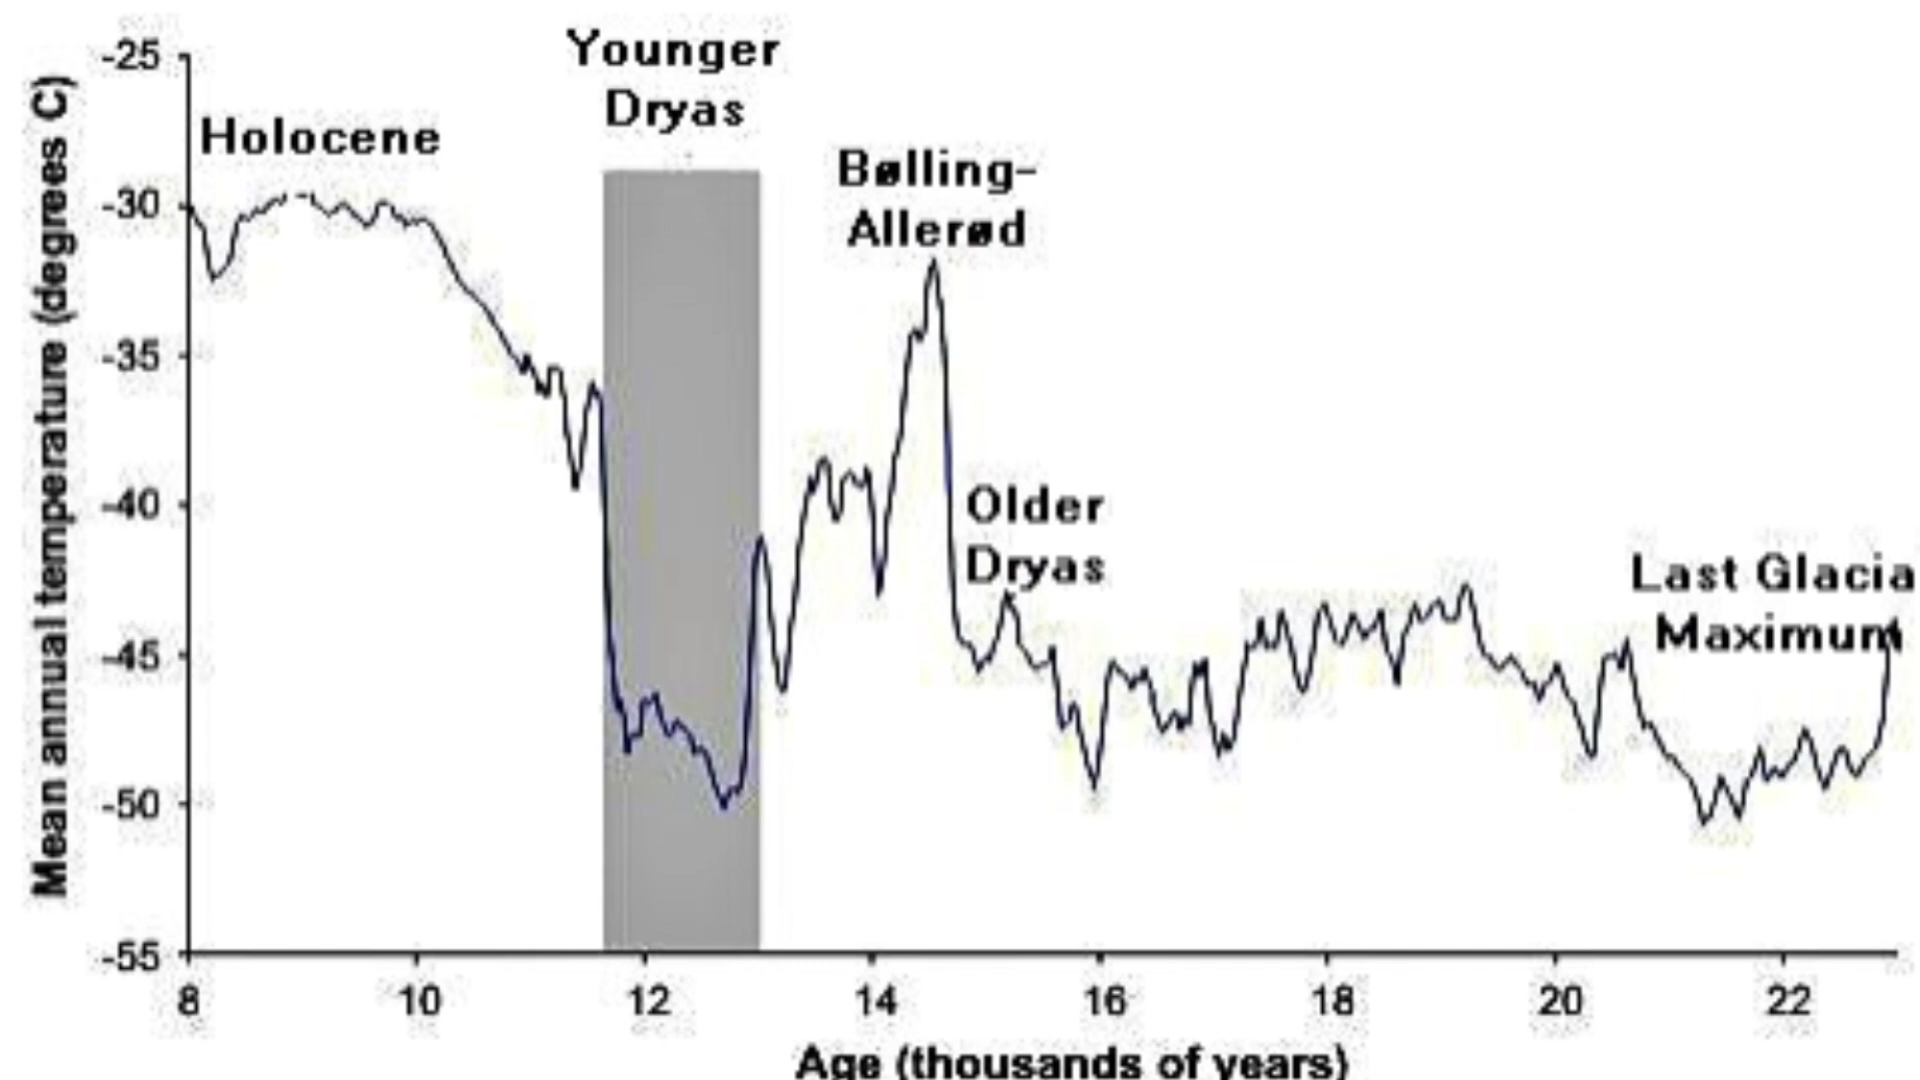 Younger
Dryas
Holocene
Bølling-
Allerød
Older
Dryas
Last Glacia
Maximum
Mean annual temperature (degrees C)
-25
-30
-35
-40
-45
-50
-55
8 10 12 14 16 18 20 22
Age (thousands of years)